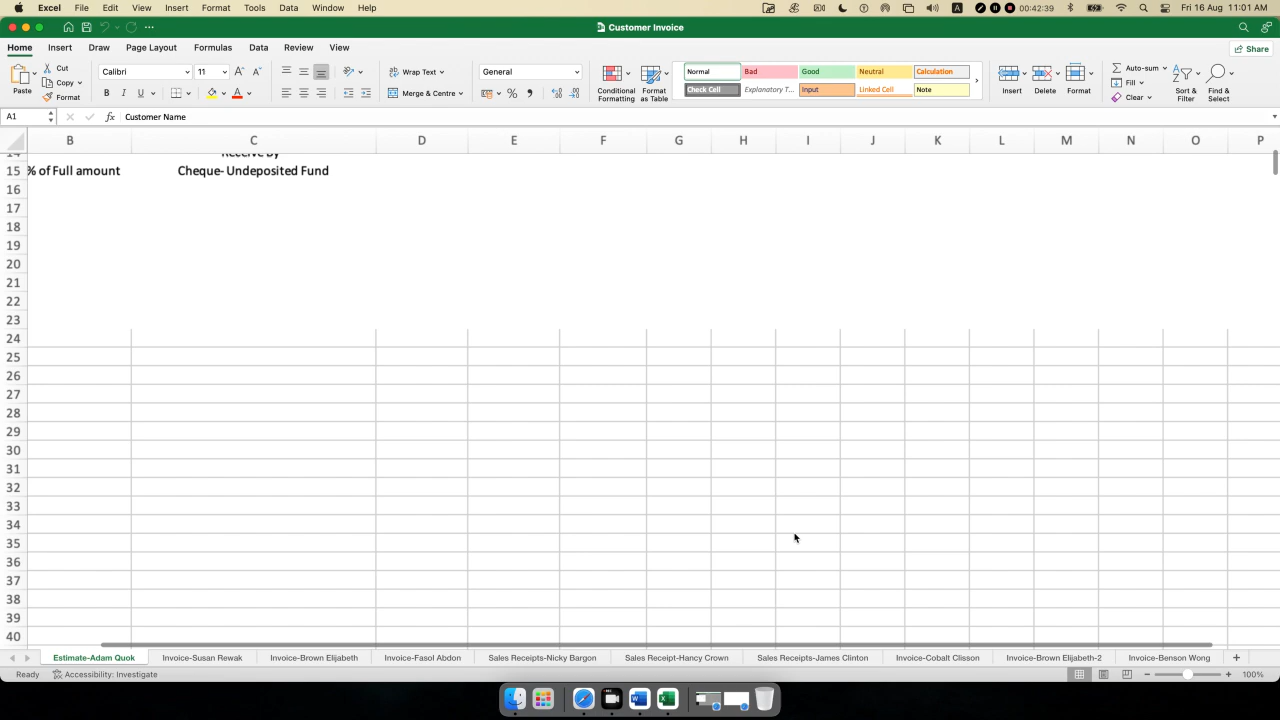 Excel File Edit View Insert Format Tools Data Window Help
00:42:39 A Fri 16 Aug 11:01 AM
Customer Invoice
Home Insert Draw Page Layout Formulas Data Review View
Share
Paste Cut Copy Format
Calibri 11
B I U A
Wrap Text
Merge & Centre
General
%
Conditional Formatting
Format as Table
Normal Bad Good Neutral Calculation
Check Cell Explanatory T... Input Linked Cell Note
Insert Delete Format
Auto-sum
Fill
Clear
Sort & Filter
Find & Select
A1 fx Customer Name
B C D E F G H I J K L M N O P
14 Receive By
15 % of Full amount Cheque- Undeposited Fund
16
17
18
19
20
21
22
23
24
25
26
27
28
29
30
31
32
33
34
35
36
37
38
39
40
Estimate-Adam Quok Invoice-Susan Rewak Invoice-Brown Elijabeth Invoice-Fasol Abdon Sales Receipts-Nicky Bargon Sales Receipt-Hancy Crown Sales Receipts-James Clinton Invoice-Cobalt Clisson Invoice-Brown Elijabeth-2 Invoice-Benson Wong +
Ready Accessibility: Investigate 100%